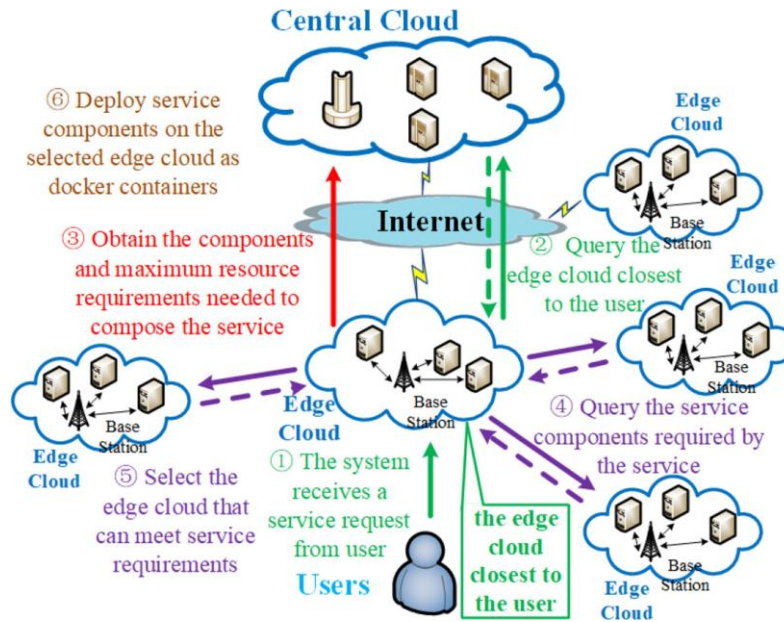 Central Cloud
⑥ Deploy service
components on the
selected edge cloud as
docker containers
Edge
Cloud
Base
Station
Internet
③ Obtain the components
and maximum resource
requirements needed to
compose the service
② Query the
edge cloud closest
to the user
Edge
Cloud
Base
Station
Base
Station
Edge
Cloud
Base
Station
Edge
Cloud
④ Query the service
components required by
the service
⑤ Select the
edge cloud that
can meet service
requirements
① The system
receives a
service request
from user
the edge
cloud
closest to
the user
Users
Base
Station
Edge
Cloud